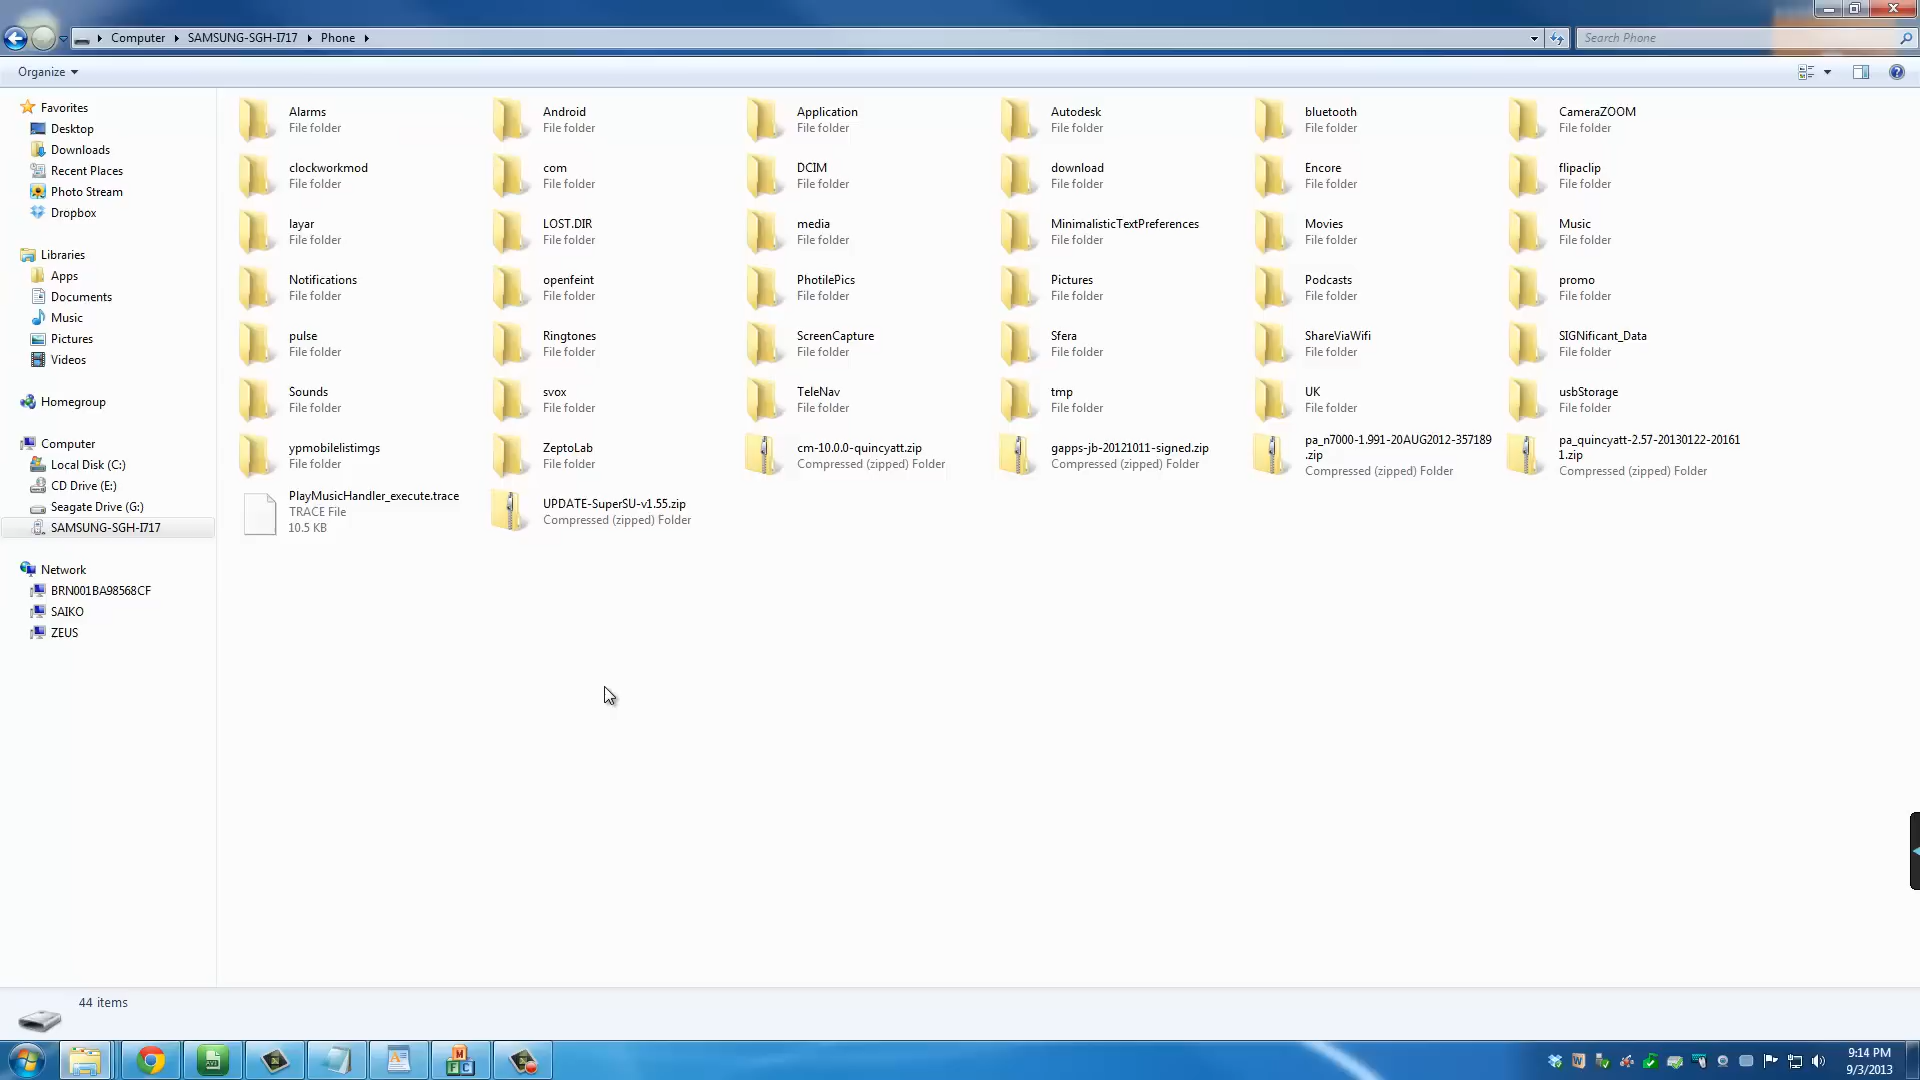 Computer SAMSUNG-SGH-I717 Phone
Search Phone
Organize
Favorites
Desktop
Downloads
Recent Places
Photo Stream
Dropbox
Libraries
Apps
Documents
Music
Pictures
Videos
Homegroup
Computer
Local Disk (C:)
CD Drive (E:)
Seagate Drive (G:)
SAMSUNG-SGH-I717
Network
BRN001BA98568CF
SAIKO
ZEUS
Alarms
File folder
Android
File folder
Application
File folder
Autodesk
File folder
bluetooth
File folder
CameraZOOM
File folder
clockworkmod
File folder
com
File folder
DCIM
File folder
download
File folder
Encore
File folder
flipaclip
File folder
layar
File folder
LOST.DIR
File folder
media
File folder
MinimalisticTextPreferences
File folder
Movies
File folder
Music
File folder
Notifications
File folder
openfeint
File folder
PhotilePics
File folder
Pictures
File folder
Podcasts
File folder
promo
File folder
pulse
File folder
Ringtones
File folder
ScreenCapture
File folder
Sfera
File folder
ShareViaWifi
File folder
SIGNificant_Data
File folder
Sounds
File folder
svox
File folder
TeleNav
File folder
tmp
File folder
UK
File folder
usbStorage
File folder
ypmobilelistimgs
File folder
ZeptoLab
File folder
cm-10.0.0-quincyatt.zip
Compressed (zipped) Folder
gapps-jb-20121011-signed.zip
Compressed (zipped) Folder
pa_n7000-1.991-20AUG2012-357189
.zip
Compressed (zipped) Folder
pa_quincyatt-2.57-20130122-20161
1.zip
Compressed (zipped) Folder
PlayMusicHandler_execute.trace
TRACE File
10.5 KB
UPDATE-SuperSU-v1.55.zip
Compressed (zipped) Folder
44 items
9:14 PM
9/3/2013